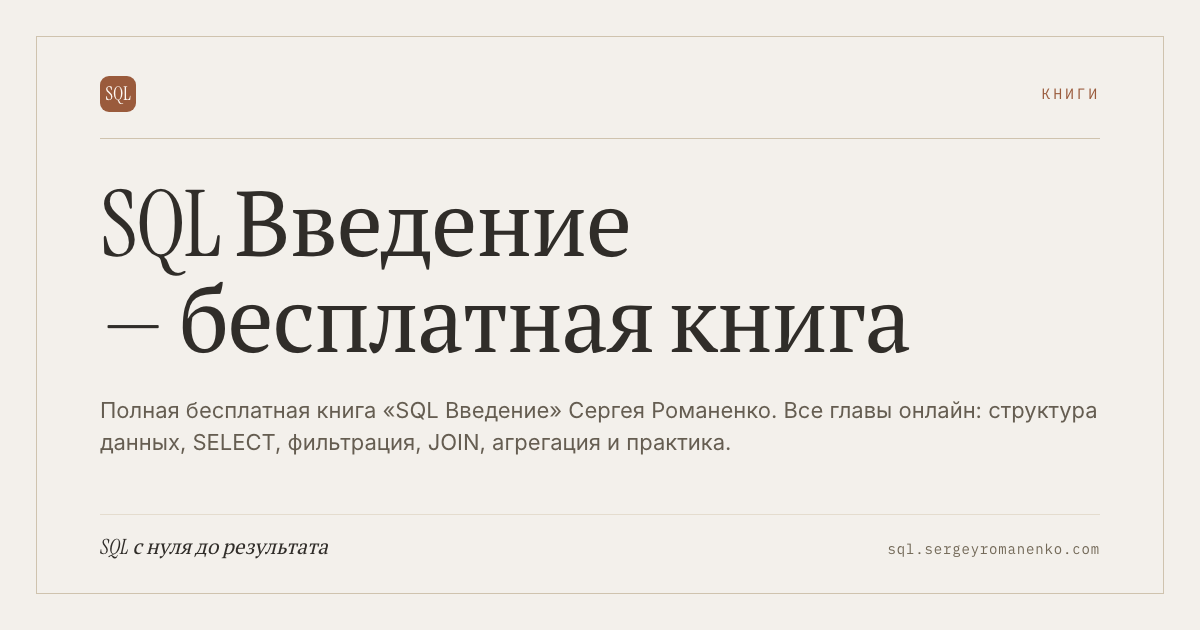 SQL
КНИГИ
SQL Введение
— бесплатная книга
Полная бесплатная книга «SQL Введение» Сергея Романенко. Все главы онлайн: структура
данных, SELECT, фильтрация, JOIN, агрегация и практика.
SQL с нуля до результата
sql.sergeyromanenko.com